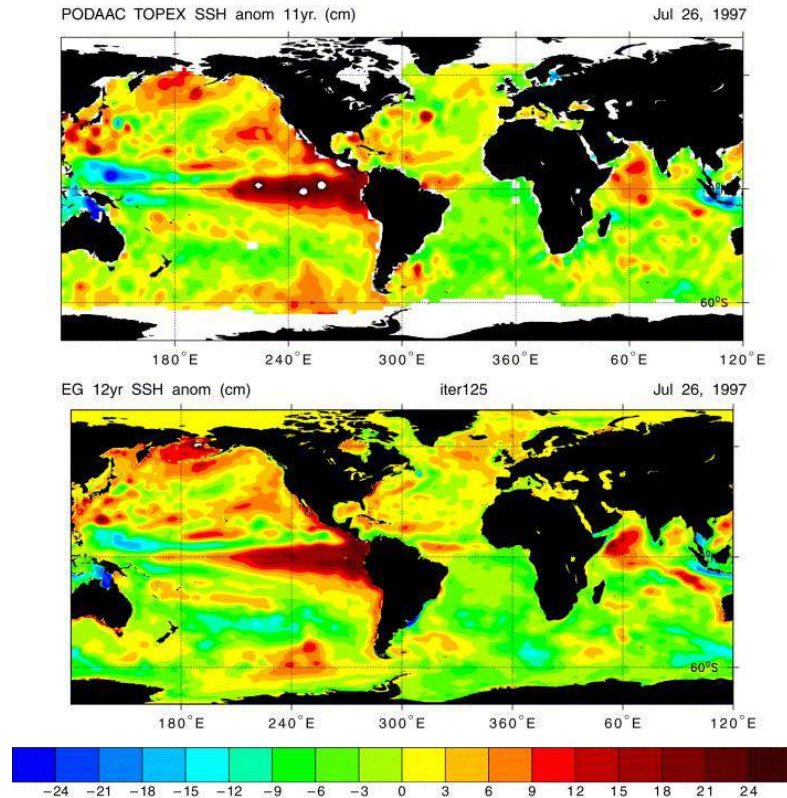 PODAAC TOPEX SSH anom 11yr. (cm) Jul 26, 1997
0
60°S
180°E 240°E 300°E 360°E 60°E 120°E
EG 12yr SSH anom (cm) iter125 Jul 26, 1997
0
60°S
180°E 240°E 300°E 360°E 60°E 120°E
−24 −21 −18 −15 −12 −9 −6 −3 0 3 6 9 12 15 18 21 24